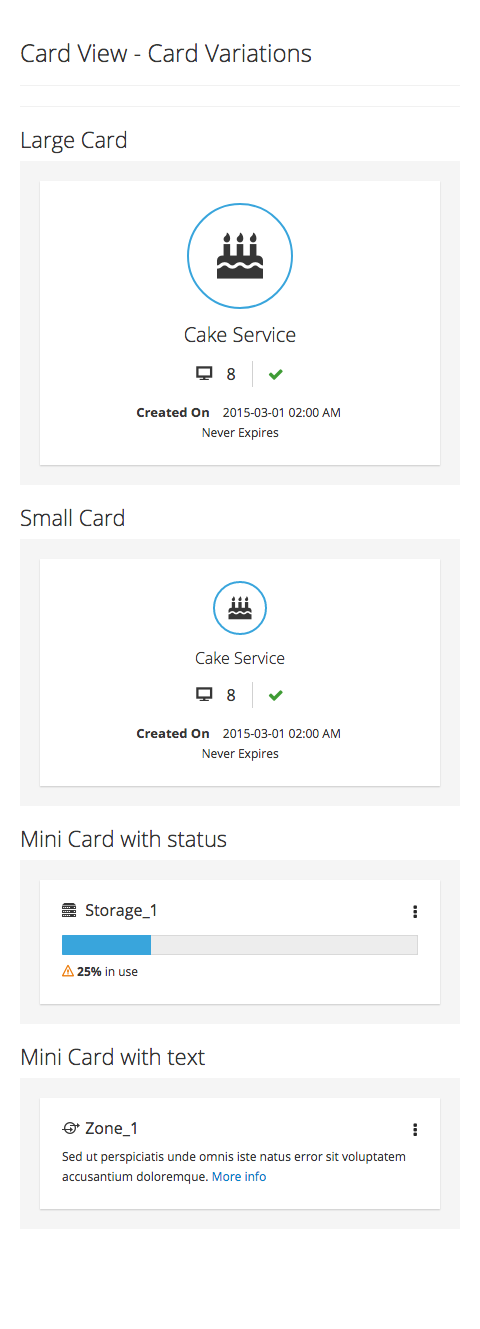 Card View - Card Variations
Large Card
Cake Service
8
Created On 2015-03-01 02:00 AM
Never Expires
Small Card
Cake Service
8
Created On 2015-03-01 02:00 AM
Never Expires
Mini Card with status
Storage_1
25% in use
Mini Card with text
Zone_1
Sed ut perspiciatis unde omnis iste natus error sit voluptatem
accusantium doloremque. More info